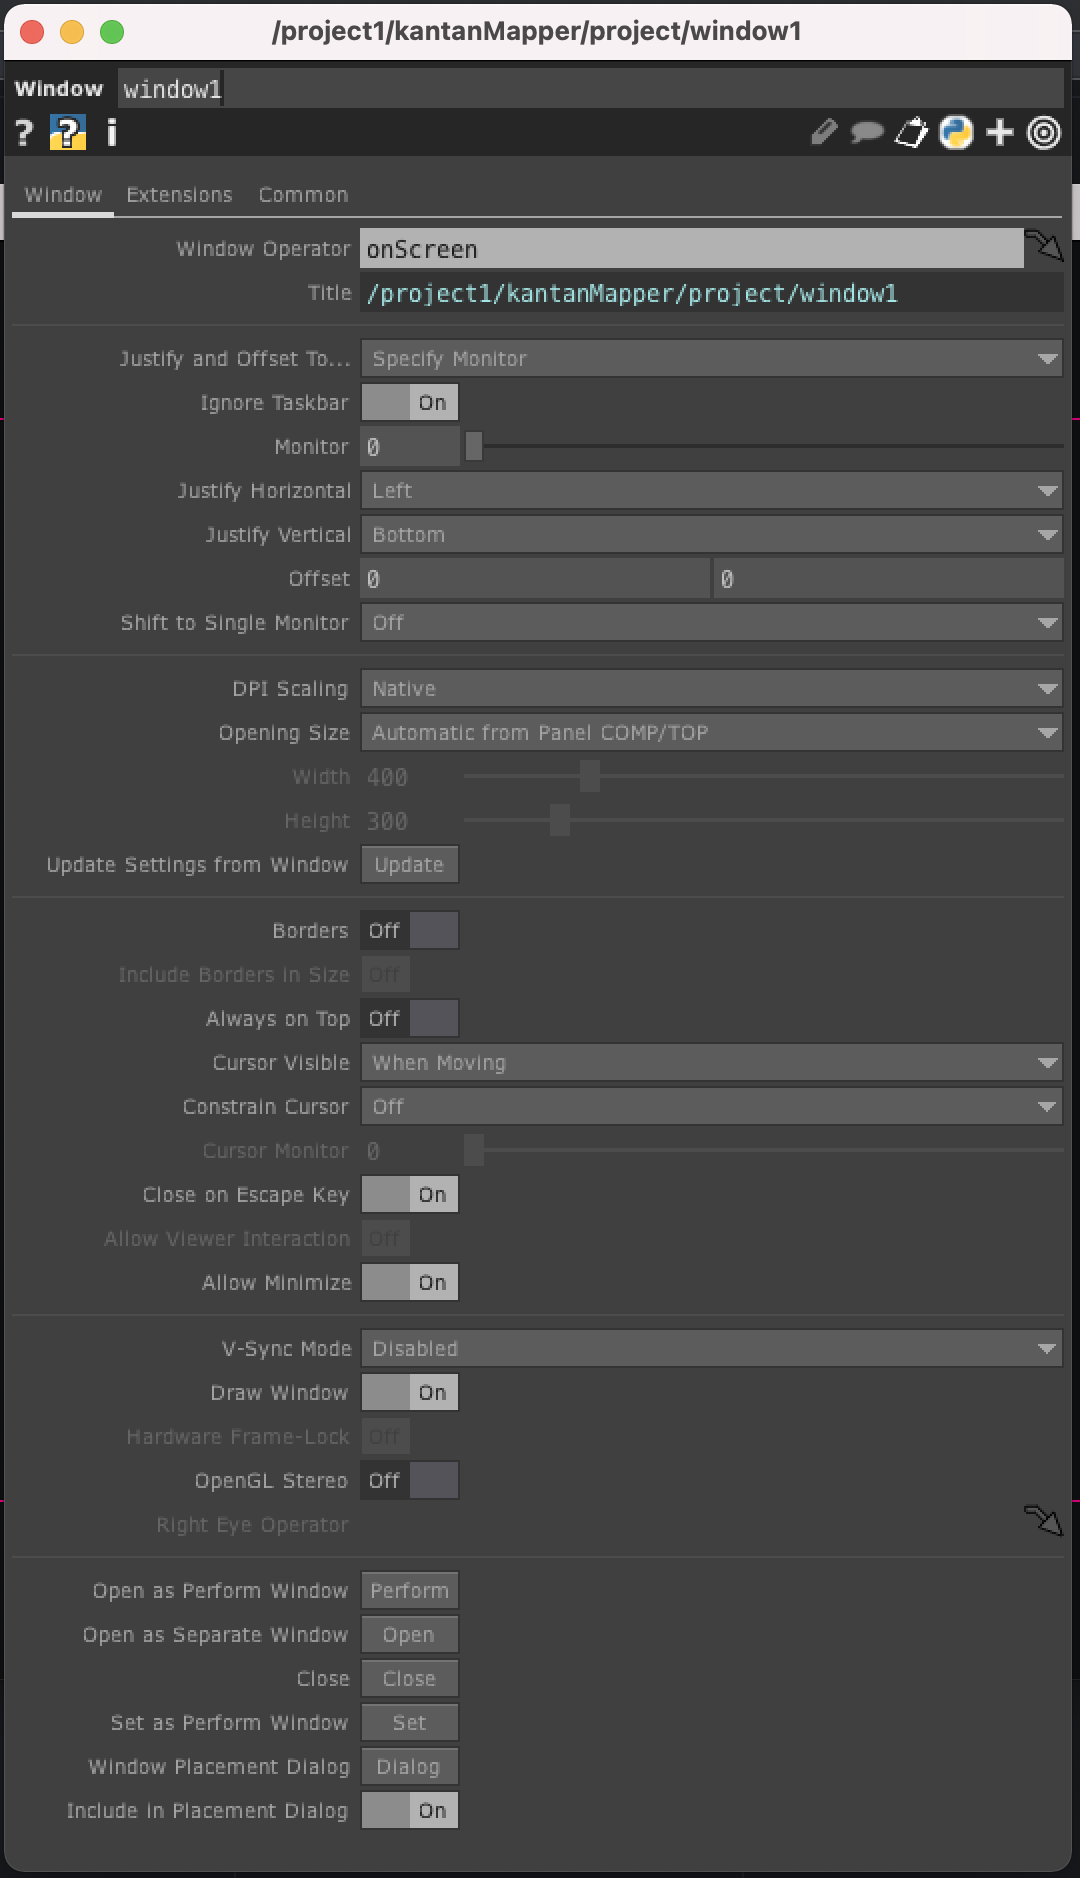 /project1/kantanMapper/project/window1
Window window1
? ? i
Window Extensions Common
Window Operator onScreen
Title /project1/kantanMapper/project/window1
Justify and Offset To... Specify Monitor
Ignore Taskbar On
Monitor 0
Justify Horizontal Left
Justify Vertical Bottom
Offset 0 0
Shift to Single Monitor Off
DPI Scaling Native
Opening Size Automatic from Panel COMP/TOP
Width 400
Height 300
Update Settings from Window Update
Borders Off
Include Borders in Size Off
Always on Top Off
Cursor Visible When Moving
Constrain Cursor Off
Cursor Monitor 0
Close on Escape Key On
Allow Viewer Interaction Off
Allow Minimize On
V-Sync Mode Disabled
Draw Window On
Hardware Frame-Lock Off
OpenGL Stereo Off
Right Eye Operator
Open as Perform Window Perform
Open as Separate Window Open
Close Close
Set as Perform Window Set
Window Placement Dialog Dialog
Include in Placement Dialog On